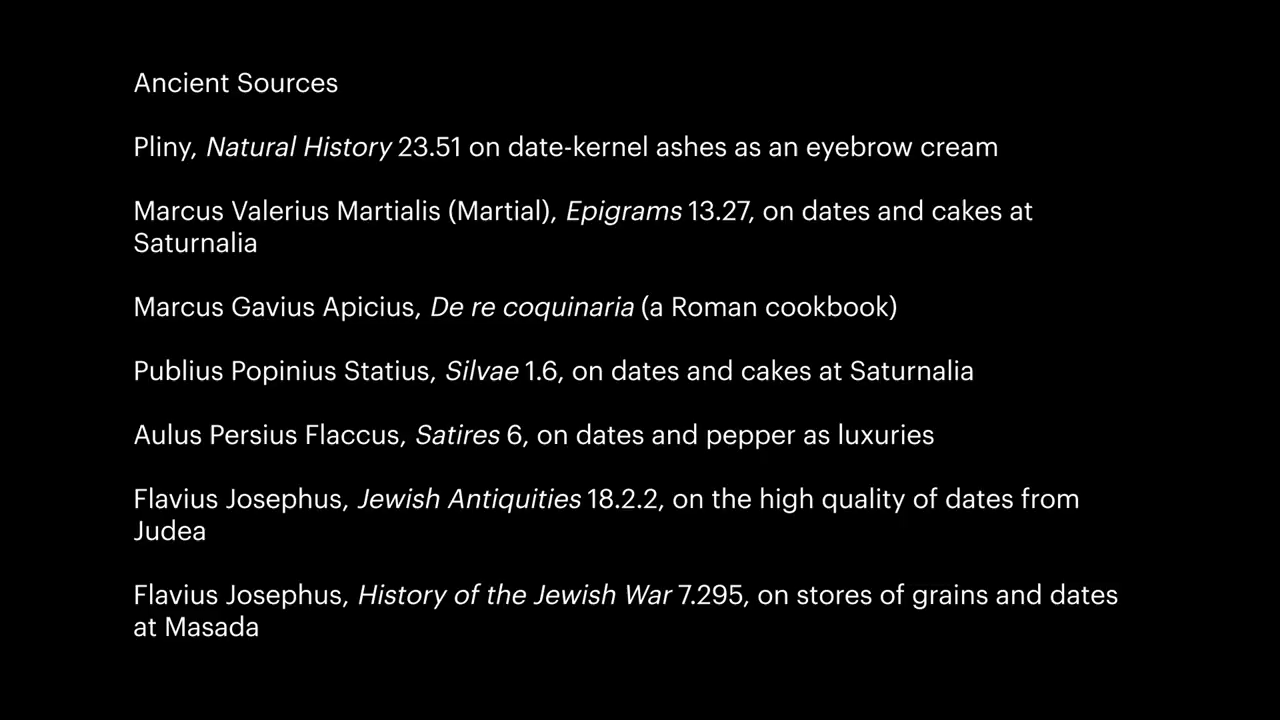 Ancient Sources
Pliny, Natural History 23.51 on date-kernel ashes as an eyebrow cream
Marcus Valerius Martialis (Martial), Epigrams 13.27, on dates and cakes at
Saturnalia
Marcus Gavius Apicius, De re coquinaria (a Roman cookbook)
Publius Popinius Statius, Silvae 1.6, on dates and cakes at Saturnalia
Aulus Persius Flaccus, Satires 6, on dates and pepper as luxuries
Flavius Josephus, Jewish Antiquities 18.2.2, on the high quality of dates from
Judea
Flavius Josephus, History of the Jewish War 7.295, on stores of grains and dates
at Masada